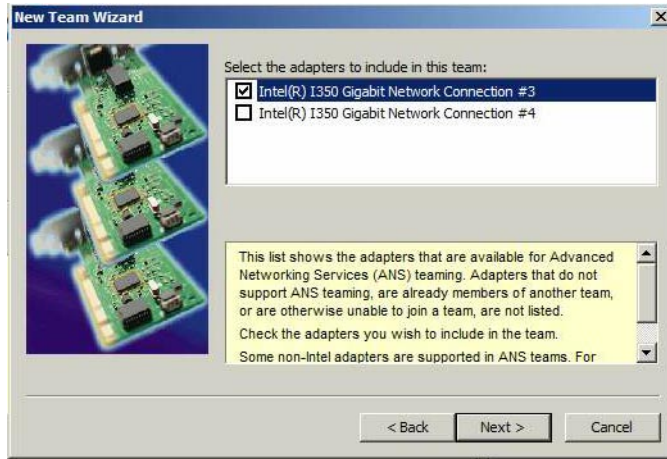 New Team Wizard
Select the adapters to include in this team:
Intel(R) I350 Gigabit Network Connection #3
Intel(R) I350 Gigabit Network Connection #4
This list shows the adapters that are available for Advanced
Networking Services (ANS) teaming. Adapters that do not
support ANS teaming, are already members of another team,
or are otherwise unable to join a team, are not listed.
Check the adapters you wish to include in the team.
Some non-Intel adapters are supported in ANS teams. For
< Back Next > Cancel